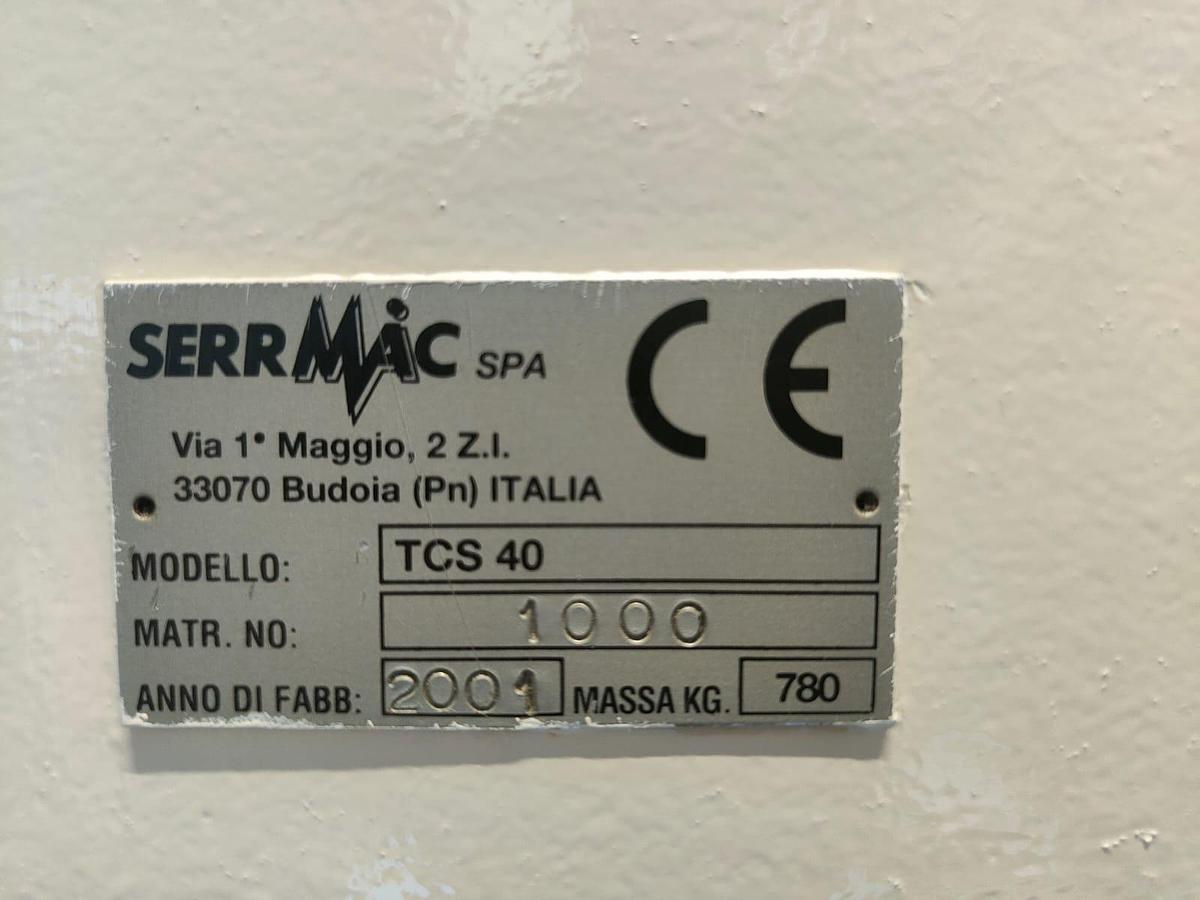 SERRMAC SPA CE
Via 1° Maggio, 2 Z.I.
33070 Budoia (Pn) ITALIA
MODELLO: TCS 40
MATR. NO: 1000
ANNO DI FABB: 2001 MASSA KG. 780